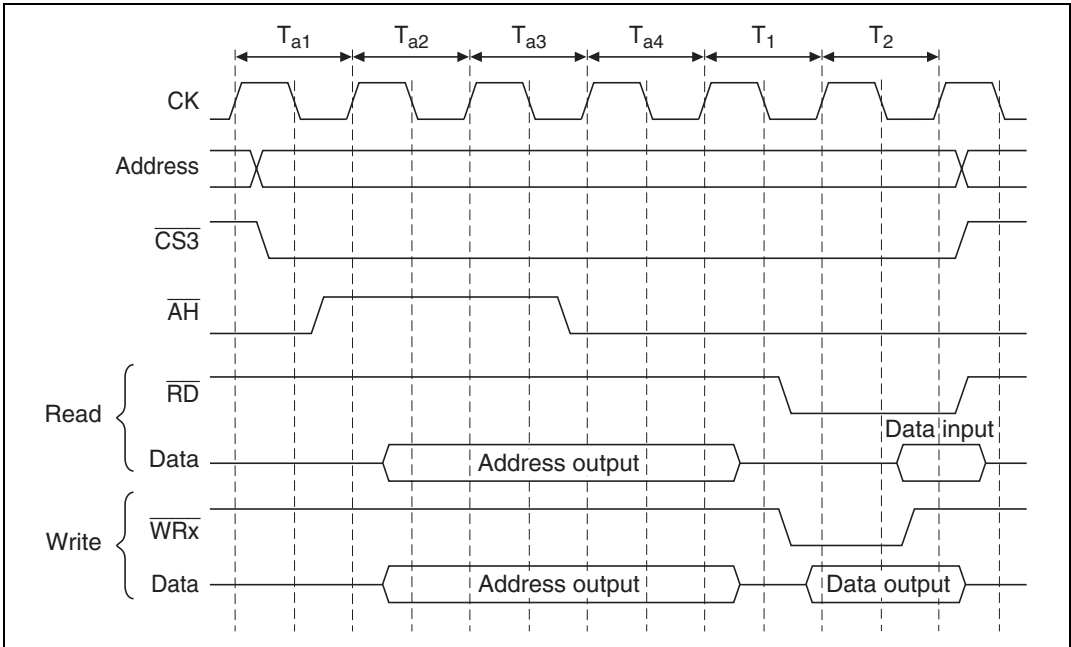 Ta1 Ta2 Ta3 Ta4 T1 T2
CK
Address
CS3
AH
Read
RD
Data input
Data
Address output
Write
WRx
Data
Address output
Data output